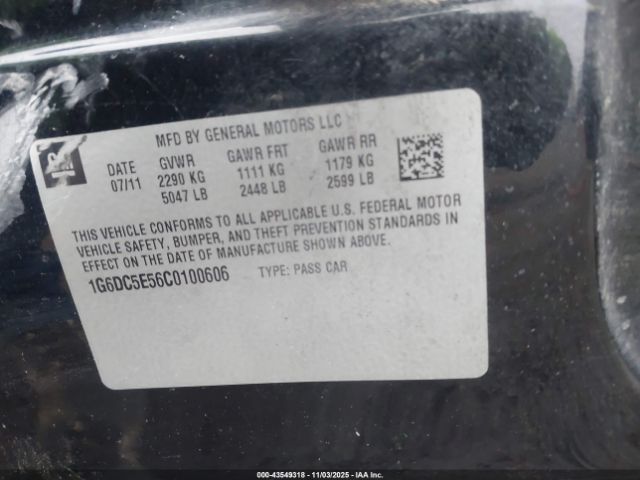 MFD BY GENERAL MOTORS LLC
GM
DATE GVWR GAWR FRT GAWR RR
07/11 2290 KG 1111 KG 1179 KG
5047 LB 2448 LB 2599 LB
THIS VEHICLE CONFORMS TO ALL APPLICABLE U.S. FEDERAL MOTOR
VEHICLE SAFETY, BUMPER, AND THEFT PREVENTION STANDARDS IN
EFFECT ON THE DATE OF MANUFACTURE SHOWN ABOVE.
1G6DC5E56C0100606 TYPE: PASS CAR
000-43549318 - 11/03/2025 - IAA Inc.